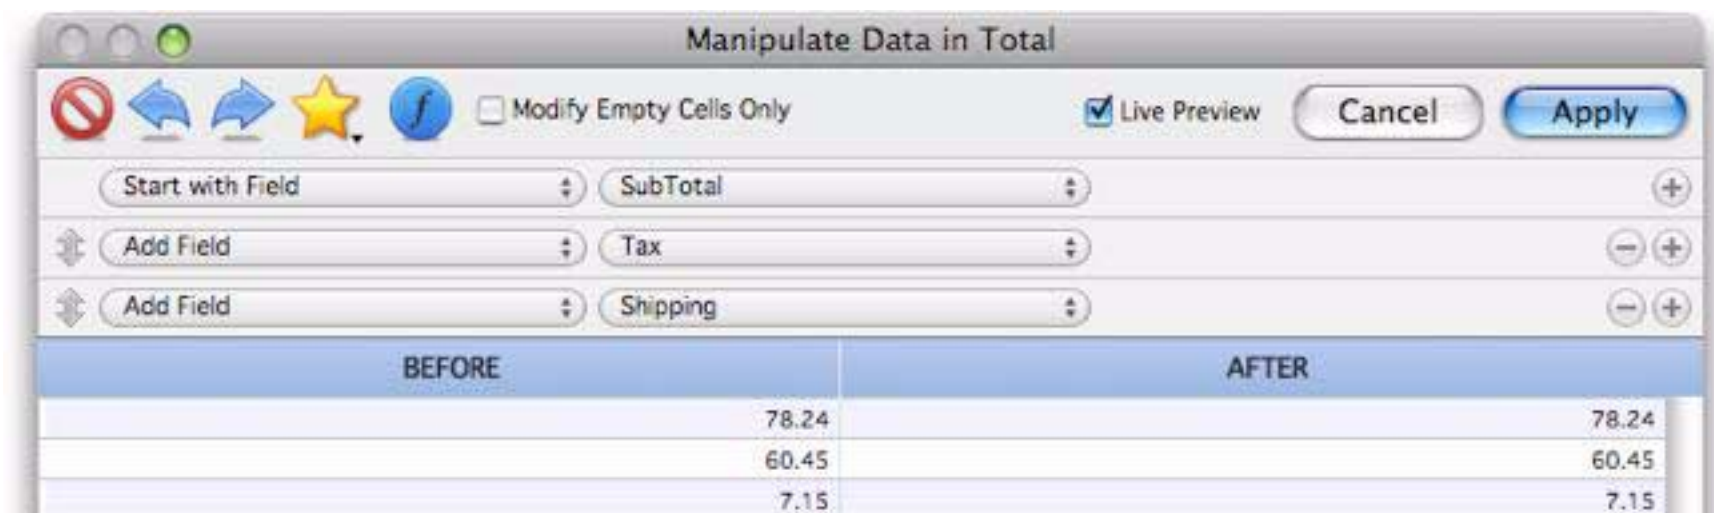 Manipulate Data in Total
f Modify Empty Cells Only Live Preview Cancel Apply
Start with Field SubTotal
Add Field Tax
Add Field Shipping
BEFORE AFTER
78.24 78.24
60.45 60.45
7.15 7.15